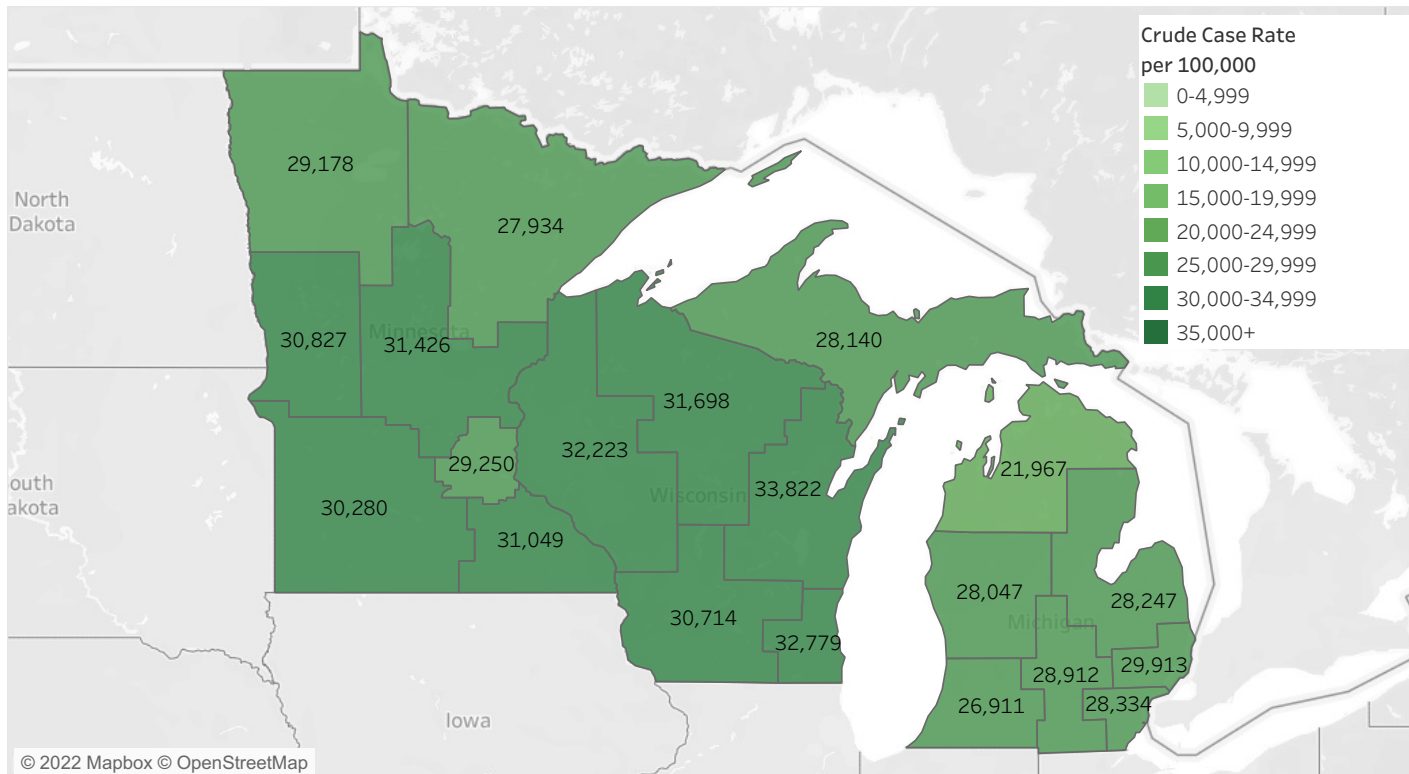 Crude Case Rate
per 100,000
0-4,999
5,000-9,999
10,000-14,999
15,000-19,999
20,000-24,999
25,000-29,999
30,000-34,999
35,000+
29,178
North
Dakota
27,934
30,827
Minnesota
31,426
28,140
31,698
32,223
29,250
21,967
33,822
Wisconsin
outh
akota
30,280
31,049
28,047
28,247
30,714
Michigan
32,779
29,913
28,912
26,911
28,334
Iowa
© 2022 Mapbox © OpenStreetMap